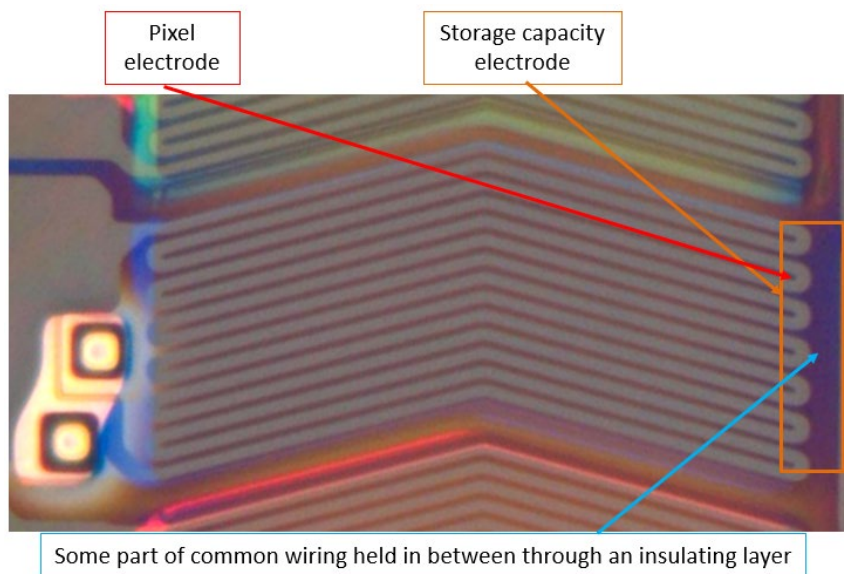 Pixel
electrode
Storage capacity
electrode
Some part of common wiring held in between through an insulating layer